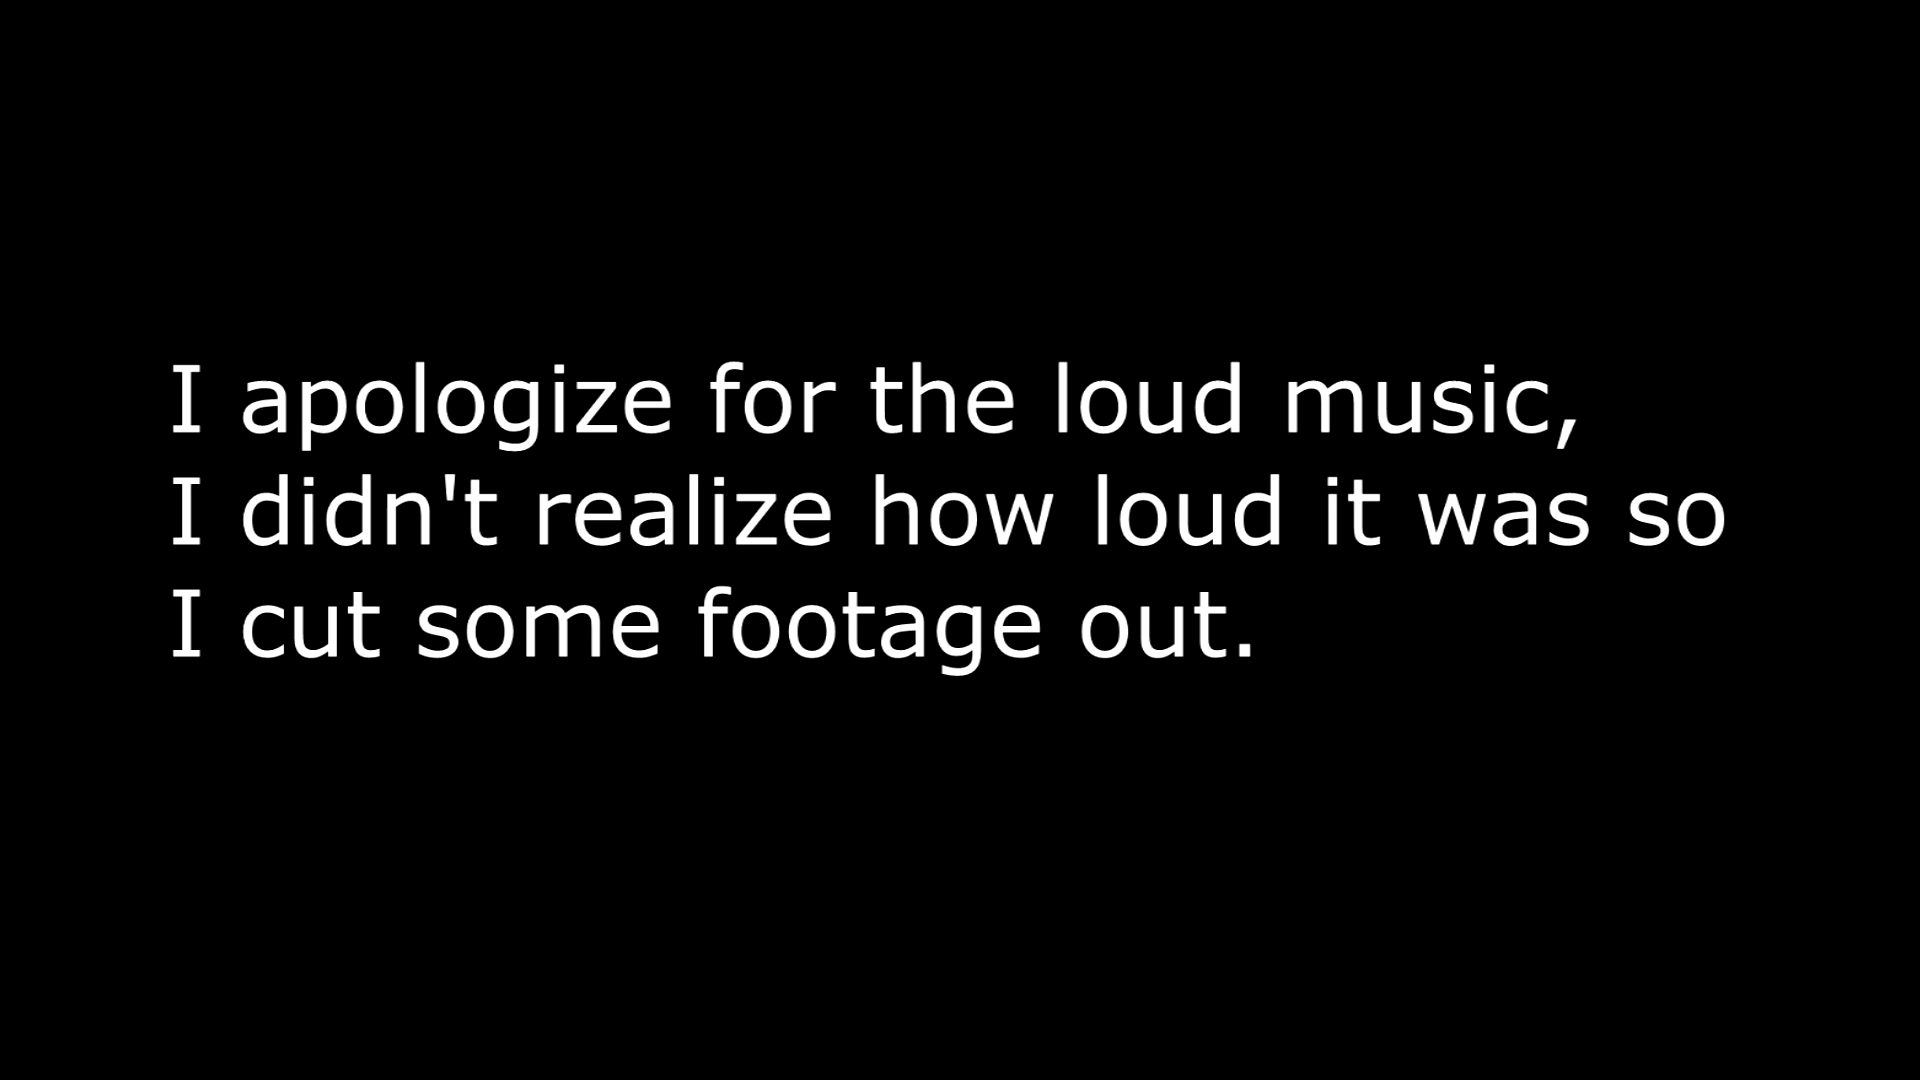 I apologize for the loud music,
I didn't realize how loud it was so
I cut some footage out.